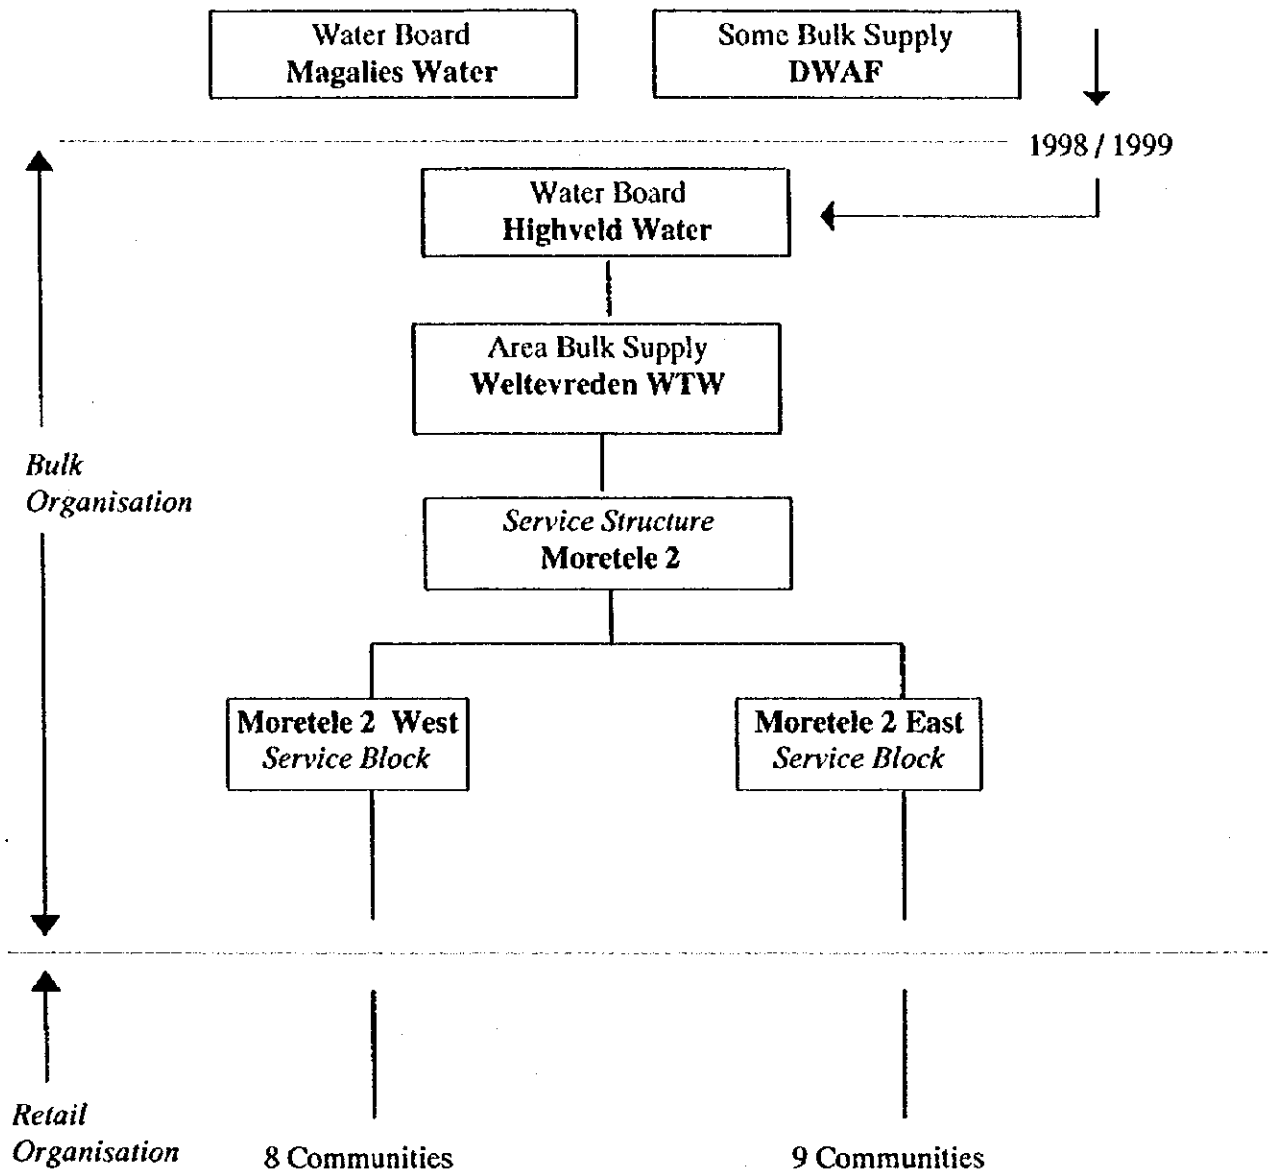 Water Board
Magalies Water
Some Bulk Supply
DWAF
1998 / 1999
Water Board
Highveld Water
Area Bulk Supply
Weltevreden WTW
Bulk
Organisation
Service Structure
Moretele 2
Moretele 2 West
Service Block
Moretele 2 East
Service Block
Retail
Organisation
8 Communities
9 Communities